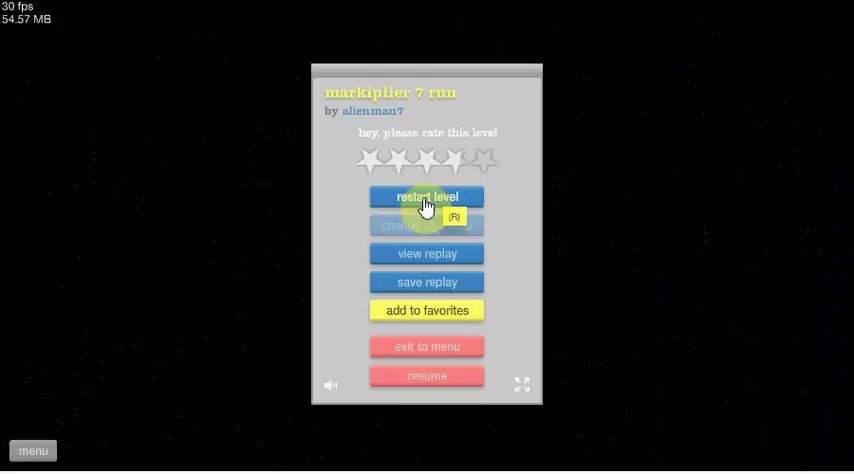 30 fps
54.57 MB
markiplier 7 run
by alienman7
hey, please rate this level
restart level
(R)
view replay
save replay
add to favorites
exit to menu
resume
menu